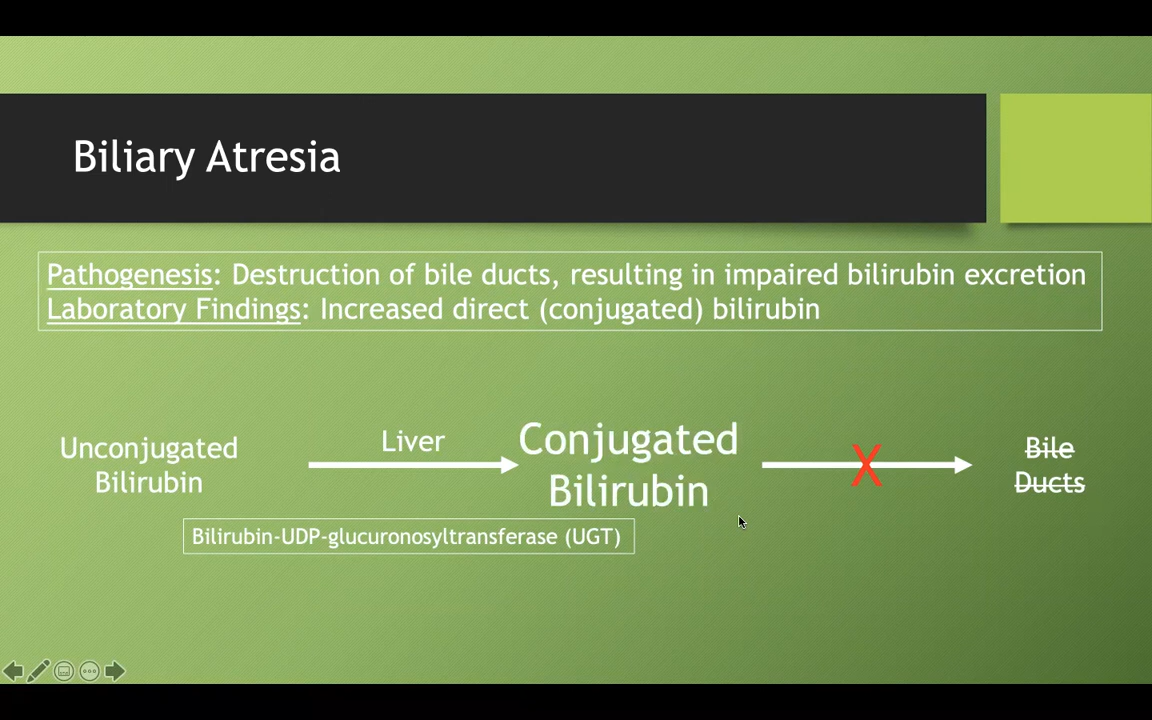 Biliary Atresia
Pathogenesis: Destruction of bile ducts, resulting in impaired bilirubin excretion
Laboratory Findings: Increased direct (conjugated) bilirubin
Unconjugated
Bilirubin
Liver
Conjugated
Bilirubin
X
Bile
Ducts
Bilirubin-UDP-glucuronosyltransferase (UGT)